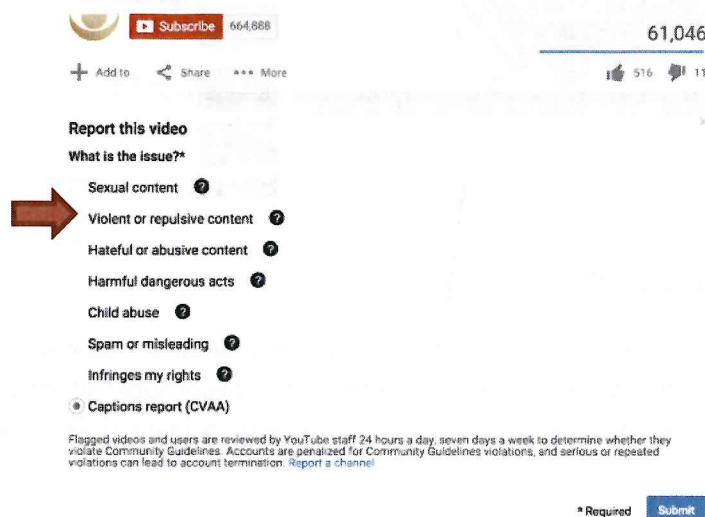 Subscribe 664,888
61,046
Add to Share More
516 11
Report this video
What is the issue?*
Sexual content ?
Violent or repulsive content ?
Hateful or abusive content ?
Harmful dangerous acts ?
Child abuse ?
Spam or misleading ?
Infringes my rights ?
Captions report (CVAA)
Flagged videos and users are reviewed by YouTube staff 24 hours a day, seven days a week to determine whether they
violate Community Guidelines. Accounts are penalized for Community Guidelines violations, and serious or repeated
violations can lead to account termination. Report a channel
* Required Submit